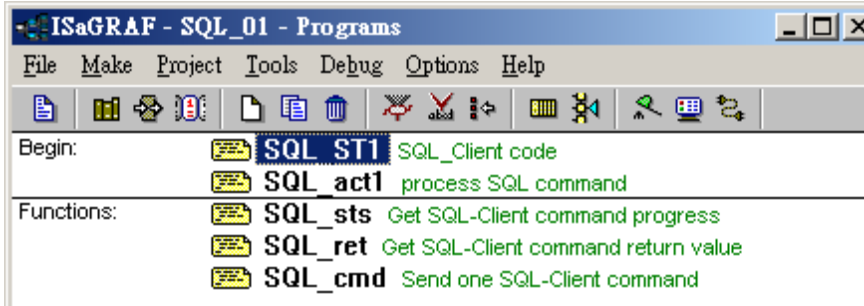 ISaGRAF - SQL_01 - Programs
File Make Project Tools Debug Options Help
Begin: SQL_ST1 SQL_Client code
SQL_act1 process SQL command
Functions: SQL_sts Get SQL-Client command progress
SQL_ret Get SQL-Client command return value
SQL_cmd Send one SQL-Client command